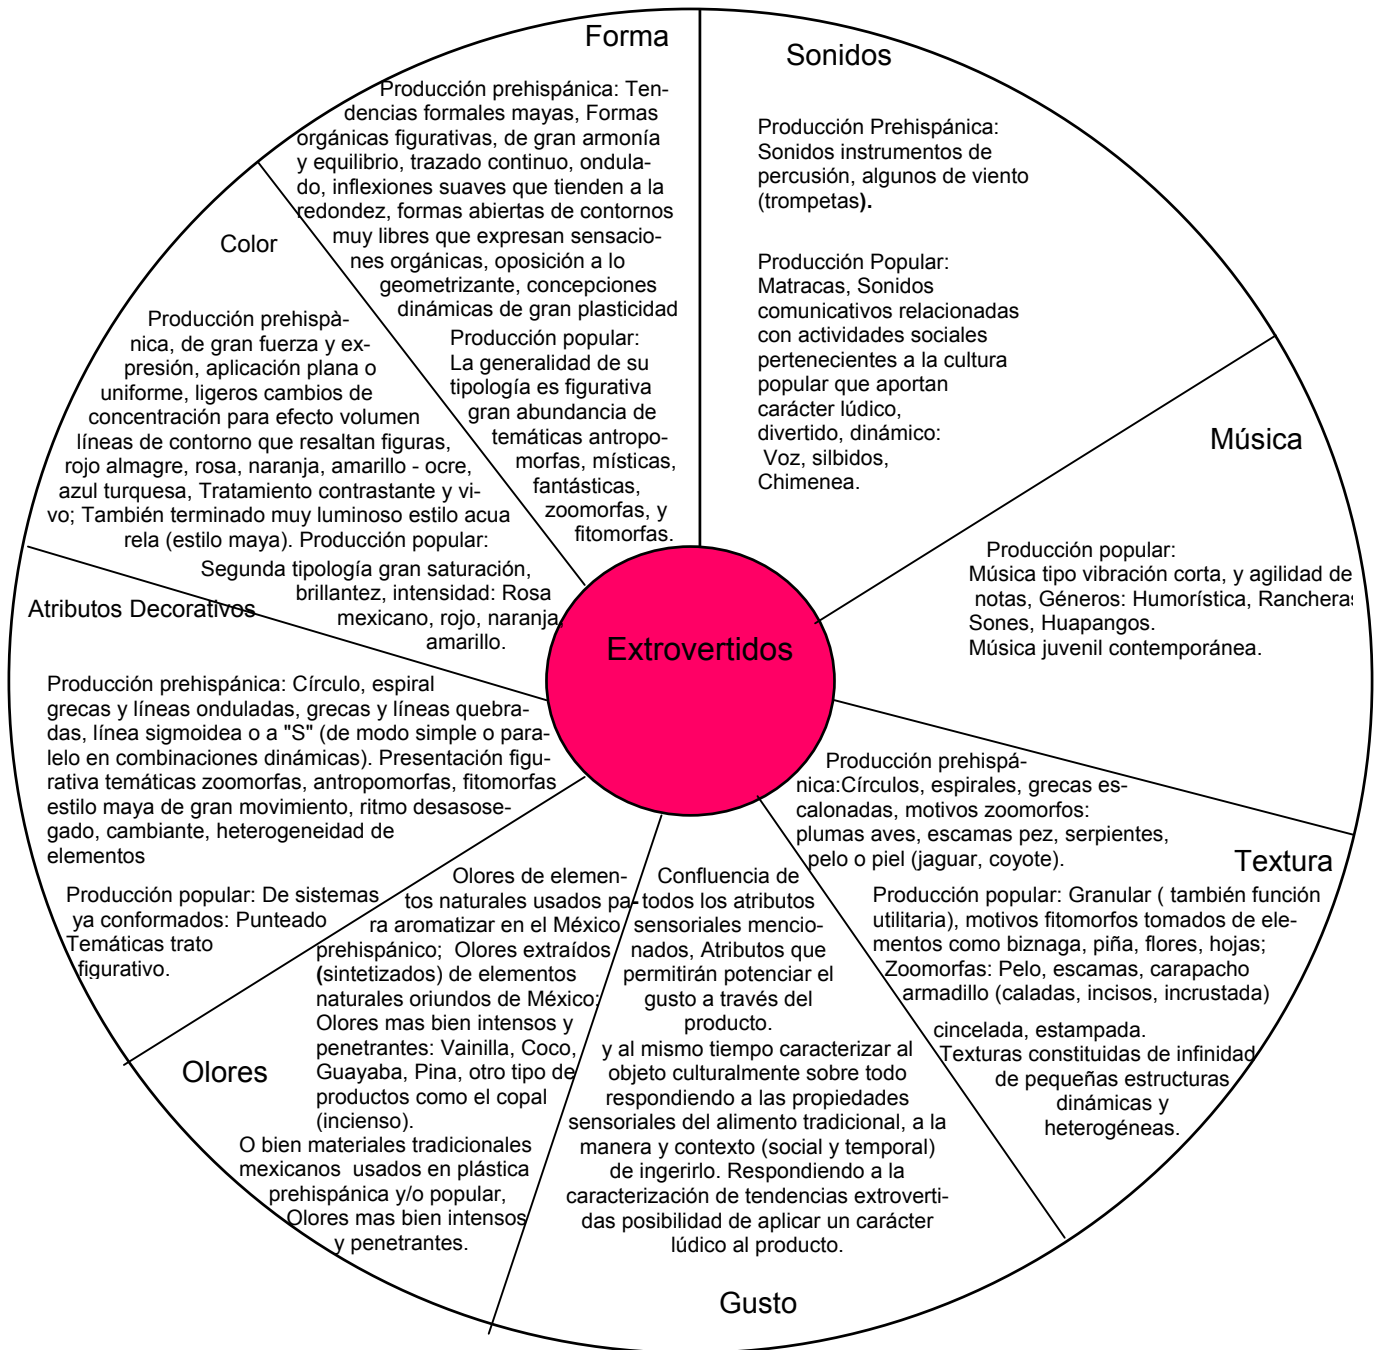 Forma
Producción prehispánica: Ten-
dencias formales mayas, Formas
orgánicas figurativas, de gran armonía
y equilibrio, trazado continuo, ondula-
do, inflexiones suaves que tienden a la
redondez, formas abiertas de contornos
muy libres que expresan sensacio-
nes orgánicas, oposición a lo
geometrizante, concepciones
dinámicas de gran plasticidad
Producción popular:
La generalidad de su
tipología es figurativa
gran abundancia de
temáticas antropo-
morfas, místicas,
fantásticas,
zoomorfas, y
fitomorfas.
Sonidos
Producción Prehispánica:
Sonidos instrumentos de
percusión, algunos de viento
(trompetas).
Producción Popular:
Matracas, Sonidos
comunicativos relacionadas
con actividades sociales
pertenecientes a la cultura
popular que aportan
carácter lúdico,
divertido, dinámico:
Voz, silbidos,
Chimenea.
Música
Producción popular:
Música tipo vibración corta, y agilidad de
notas, Géneros: Humorística, Rancheras
Sones, Huapangos.
Música juvenil contemporánea.
Color
Producción prehispà-
nica, de gran fuerza y ex-
presión, aplicación plana o
uniforme, ligeros cambios de
concentración para efecto volumen
líneas de contorno que resaltan figuras,
rojo almagre, rosa, naranja, amarillo - ocre,
azul turquesa, Tratamiento contrastante y vi-
vo; También terminado muy luminoso estilo acua
rela (estilo maya). Producción popular:
Segunda tipología gran saturación,
brillantez, intensidad: Rosa
mexicano, rojo, naranja,
amarillo.
Extrovertidos
Atributos Decorativos
Producción prehispánica: Círculo, espiral
grecas y líneas onduladas, grecas y líneas quebra-
das, línea sigmoidea o a "S" (de modo simple o para-
lelo en combinaciones dinámicas). Presentación figu-
rativa temáticas zoomorfas, antropomorfas, fitomorfas
estilo maya de gran movimiento, ritmo desasose-
gado, cambiante, heterogeneidad de
elementos
Producción popular: De sistemas
ya conformados: Punteado
Temáticas trato
figurativo.
Olores
Olores de elemen-
tos naturales usados pa-
ra aromatizar en el México
prehispánico; Olores extraídos
(sintetizados) de elementos
naturales oriundos de México:
Olores mas bien intensos y
penetrantes: Vainilla, Coco,
Guayaba, Pina, otro tipo de
productos como el copal
(incienso).
O bien materiales tradicionales
mexicanos usados en plástica
prehispánica y/o popular,
Olores mas bien intensos
y penetrantes.
Confluencia de
todos los atributos
sensoriales mencio-
nados, Atributos que
permitirán potenciar el
gusto a través del
producto.
y al mismo tiempo caracterizar al
objeto culturalmente sobre todo
respondiendo a las propiedades
sensoriales del alimento tradicional, a la
manera y contexto (social y temporal)
de ingerirlo. Respondiendo a la
caracterización de tendencias extroverti-
das posibilidad de aplicar un carácter
lúdico al producto.
Gusto
Producción prehispá-
nica:Círculos, espirales, grecas es-
calonadas, motivos zoomorfos:
plumas aves, escamas pez, serpientes,
pelo o piel (jaguar, coyote).
Textura
Producción popular: Granular ( también función
utilitaria), motivos fitomorfos tomados de ele-
mentos como biznaga, piña, flores, hojas;
Zoomorfas: Pelo, escamas, carapacho
armadillo (caladas, incisos, incrustada)
cincelada, estampada.
Texturas constituidas de infinidad
de pequeñas estructuras
dinámicas y
heterogéneas.